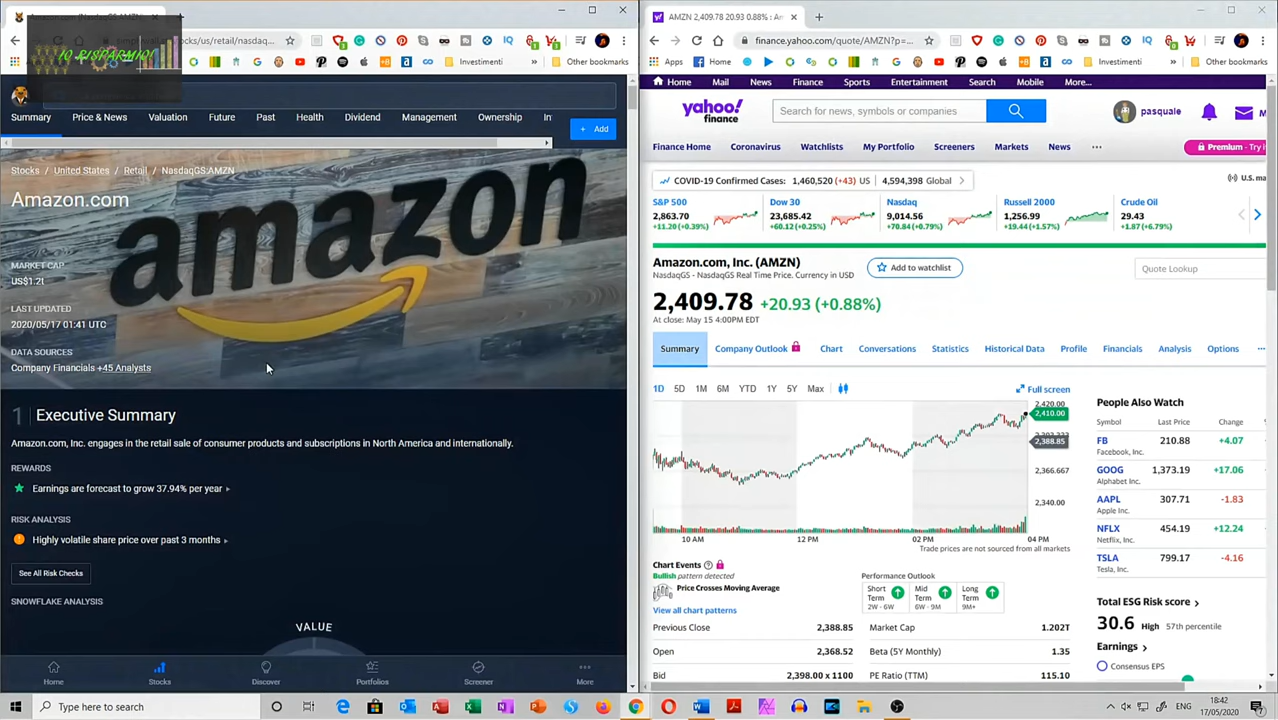 Amazon.com (NasdaqGS:AMZN)
IO RISPARMIO!
simplywall.st/stocks/us/retail/nasdaq
Investimenti
»
Other bookmarks
Summary
Price & News
Valuation
Future
Past
Health
Dividend
Management
Ownership
+ Add
Stocks / United States / Retail / NasdaqGS:AMZN
Amazon.com
amazon
MARKET CAP
US$1.2t
LAST UPDATED
2020/05/17 01:41 UTC
DATA SOURCES
Company Financials +45 Analysts
1 Executive Summary
Amazon.com, Inc. engages in the retail sale of consumer products and subscriptions in North America and internationally.
REWARDS
Earnings are forecast to grow 37.94% per year
RISK ANALYSIS
Highly volatile share price over past 3 months
See All Risk Checks
SNOWFLAKE ANALYSIS
VALUE
Home
Stocks
Discover
Portfolios
Screener
More
AMZN 2,409.78 20.93 0.88% : Am
finance.yahoo.com/quote/AMZN?p=...
Apps
Home
Investimenti
»
Other bookmarks
Home Mail News Finance Sports Entertainment Search Mobile More...
yahoo!
finance
Search for news, symbols or companies
pasquale
Finance Home Coronavirus Watchlists My Portfolio Screeners Markets News ...
Premium - Try i
COVID-19 Confirmed Cases: 1,460,520 (+43) US 4,594,398 Global
U.S. ma
S&P 500
2,863.70
+11.20 (+0.39%)
Dow 30
23,685.42
+60.12 (+0.25%)
Nasdaq
9,014.56
+70.84 (+0.79%)
Russell 2000
1,256.99
+19.44 (+1.57%)
Crude Oil
29.43
+1.87 (+6.79%)
Amazon.com, Inc. (AMZN)
NasdaqGS - NasdaqGS Real Time Price. Currency in USD
Add to watchlist
Quote Lookup
2,409.78 +20.93 (+0.88%)
At close: May 15 4:00PM EDT
Summary Company Outlook Chart Conversations Statistics Historical Data Profile Financials Analysis Options ...
1D 5D 1M 6M YTD 1Y 5Y Max
Full screen
2,420.00
2,410.00
2,388.85
2,366.667
2,340.00
10 AM 12 PM 02 PM 04 PM
Trade prices are not sourced from all markets
People Also Watch
Symbol Last Price Change
FB 210.88 +4.07
Facebook, Inc.
GOOG 1,373.19 +17.06
Alphabet Inc.
AAPL 307.71 -1.83
Apple Inc.
NFLX 454.19 +12.24
Netflix, Inc.
TSLA 799.17 -4.16
Tesla, Inc.
Chart Events
Bullish pattern detected
Price Crosses Moving Average
View all chart patterns
Performance Outlook
Short
Term
2W - 6W
Mid
Term
6W - 9M
Long
Term
9M+
Total ESG Risk score
30.6 High 57th percentile
Earnings
Consensus EPS
Previous Close 2,388.85
Open 2,368.52
Bid 2,398.00 x 1100
Market Cap 1.202T
Beta (5Y Monthly) 1.35
PE Ratio (TTM) 115.10
Type here to search
ENG
18:42
17/05/2020